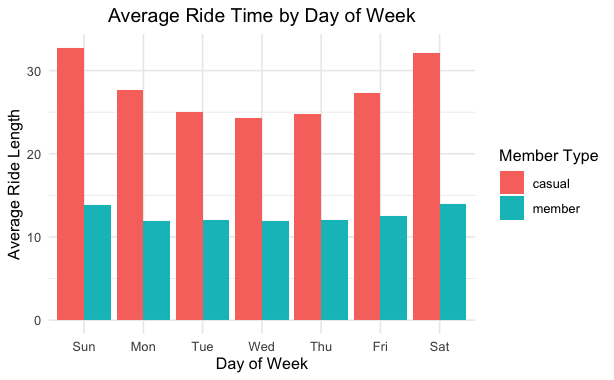 Average Ride Time by Day of Week
Average Ride Length
30
20
10
0
Sun Mon Tue Wed Thu Fri Sat
Day of Week
Member Type
casual
member